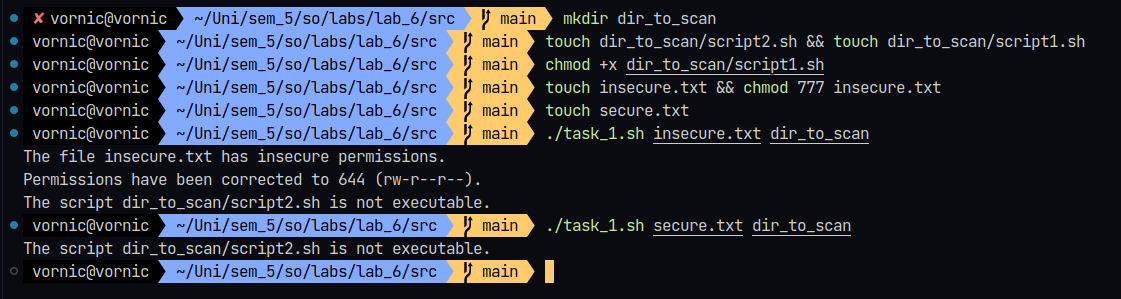 ✘ vornic@vornic ~/Uni/sem_5/so/labs/lab_6/src main mkdir dir_to_scan
vornic@vornic ~/Uni/sem_5/so/labs/lab_6/src main touch dir_to_scan/script2.sh && touch dir_to_scan/script1.sh
vornic@vornic ~/Uni/sem_5/so/labs/lab_6/src main chmod +x dir_to_scan/script1.sh
vornic@vornic ~/Uni/sem_5/so/labs/lab_6/src main touch insecure.txt && chmod 777 insecure.txt
vornic@vornic ~/Uni/sem_5/so/labs/lab_6/src main touch secure.txt
vornic@vornic ~/Uni/sem_5/so/labs/lab_6/src main ./task_1.sh insecure.txt dir_to_scan
The file insecure.txt has insecure permissions.
Permissions have been corrected to 644 (rw-r--r--).
The script dir_to_scan/script2.sh is not executable.
vornic@vornic ~/Uni/sem_5/so/labs/lab_6/src main ./task_1.sh secure.txt dir_to_scan
The script dir_to_scan/script2.sh is not executable.
vornic@vornic ~/Uni/sem_5/so/labs/lab_6/src main